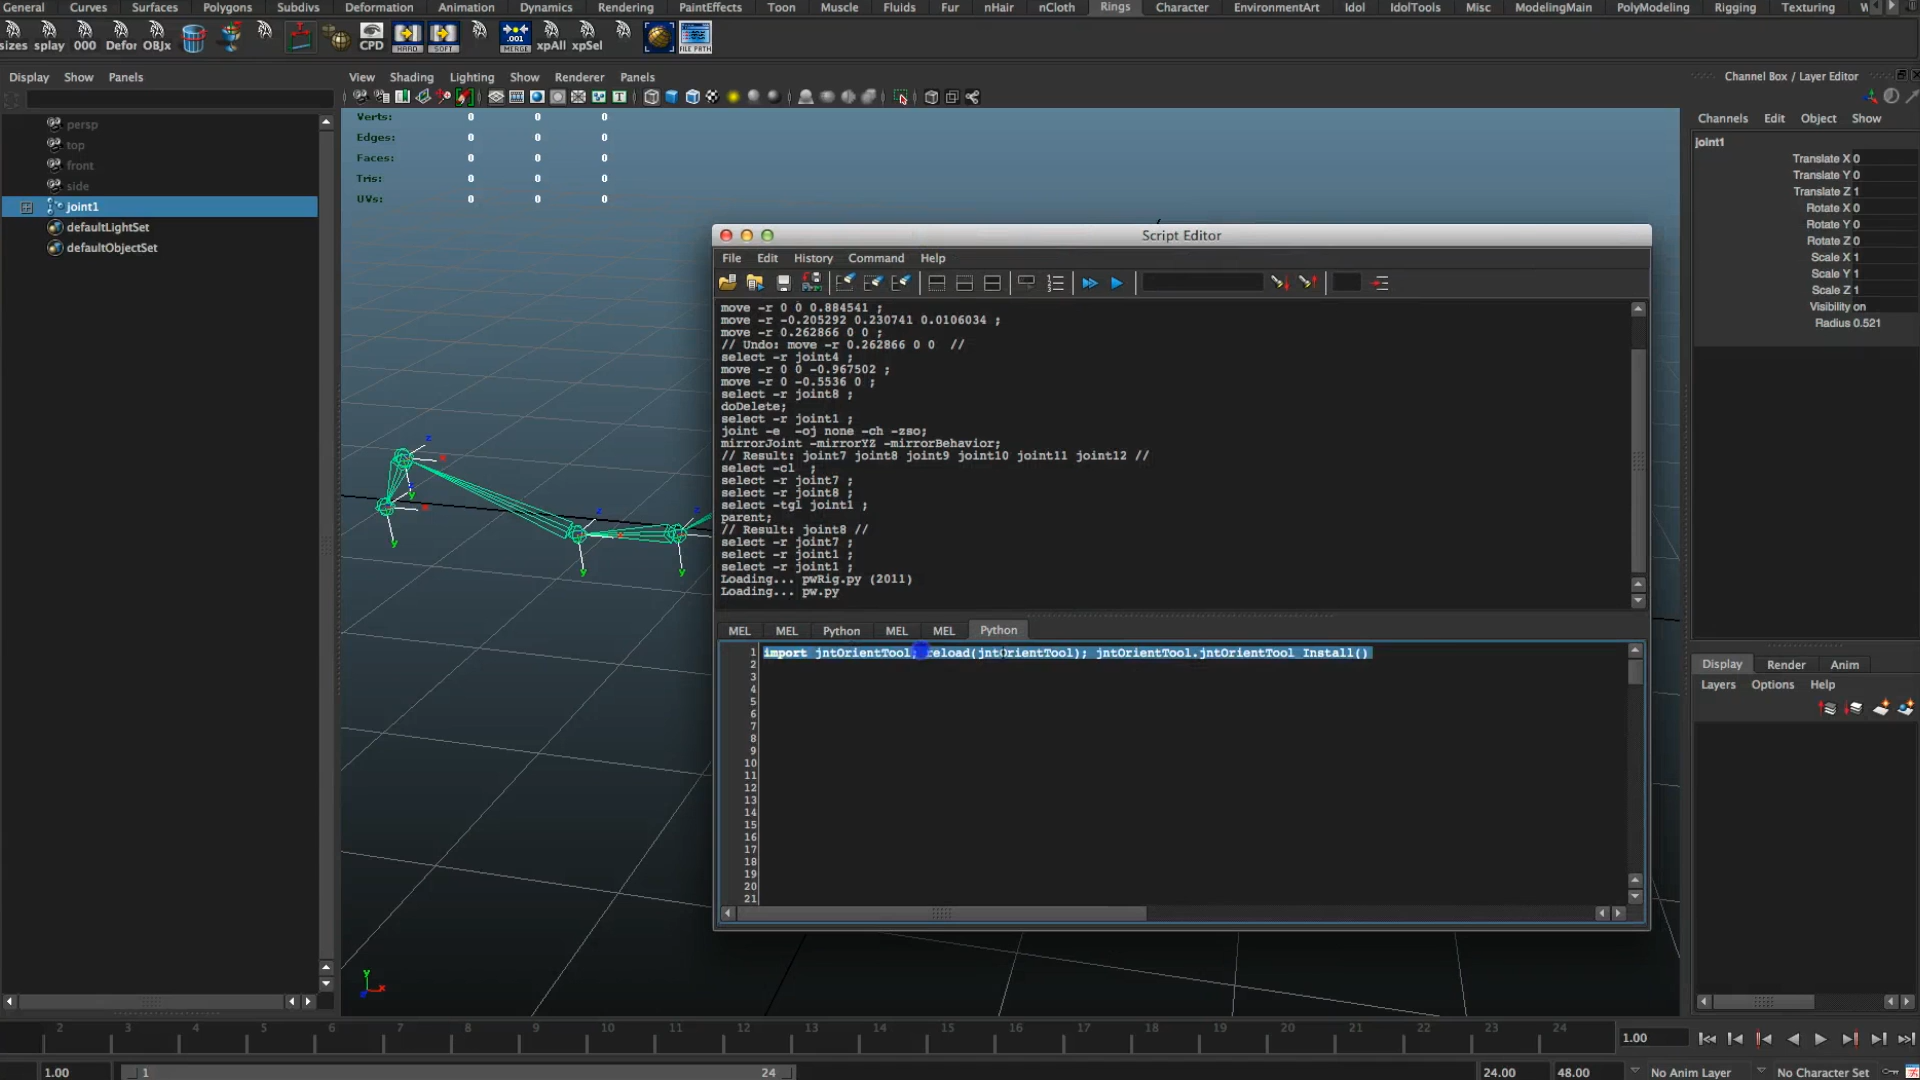 General Curves Surfaces Polygons Subdivs Deformation Animation Dynamics Rendering PaintEffects Toon Muscle Fluids Fur nHair nCloth Rings Character EnvironmentArt Idol IdolTools Misc ModelingMain PolyModeling Rigging Texturing
sizes splay 000 Defor OBJx CPD HARD SOFT .001 MERGE xpAll xpSel FILE PATH
Display Show Panels
View Shading Lighting Show Renderer Panels
Channel Box / Layer Editor
Channels Edit Object Show
persp
top
front
side
joint1
defaultLightSet
defaultObjectSet
Verts: 0 0 0
Edges: 0 0 0
Faces: 0 0 0
Tris: 0 0 0
UVs: 0 0 0
joint1
Translate X 0
Translate Y 0
Translate Z 1
Rotate X 0
Rotate Y 0
Rotate Z 0
Scale X 1
Scale Y 1
Scale Z 1
Visibility on
Radius 0.521
Script Editor
File Edit History Command Help
move -r 0 0 0.884541 ;
move -r -0.205292 0.230741 0.0106034 ;
move -r 0.262866 0 0 ;
// Undo: move -r 0.262866 0 0 //
select -r joint4 ;
move -r 0 0 -0.967502 ;
move -r 0 -0.5536 0 ;
select -r joint8 ;
doDelete;
select -r joint1 ;
joint -e -oj none -ch -zso;
mirrorJoint -mirrorYZ -mirrorBehavior;
// Result: joint7 joint8 joint9 joint10 joint11 joint12 //
select -cl ;
select -r joint7 ;
select -r joint8 ;
select -tgl joint1 ;
parent;
// Result: joint8 //
select -r joint7 ;
select -r joint1 ;
select -r joint1 ;
Loading... pwRig.py (2011)
Loading... pw.py
MEL MEL Python MEL MEL Python
1 import jntOrientTool; reload(jntOrientTool); jntOrientTool.jntOrientTool_Install()
2
3
4
5
6
7
8
9
10
11
12
13
14
15
16
17
18
19
20
21
z
x
y
z
x
y
z
x
y
z
y
y
x
z
Display Render Anim
Layers Options Help
2 3 4 5 6 7 8 9 10 11 12 13 14 15 16 17 18 19 20 21 22 23 24
1.00
1.00 1 24 24.00 48.00 No Anim Layer No Character Set